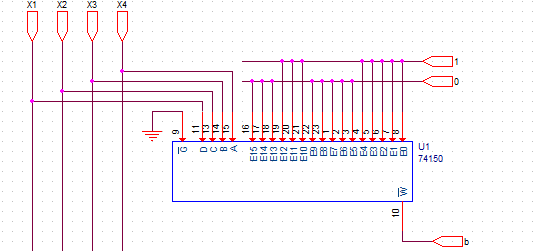 X1 X2 X3 X4
1
0
9 11 13 14 15 16 17 18 19 20 21 22 23 1 2 3 4 5 6 7 8
G D C B A E15 E14 E13 E12 E11 E10 E9 E8 E7 E6 E5 E4 E3 E2 E1 E0
U1
74150
W
10
b